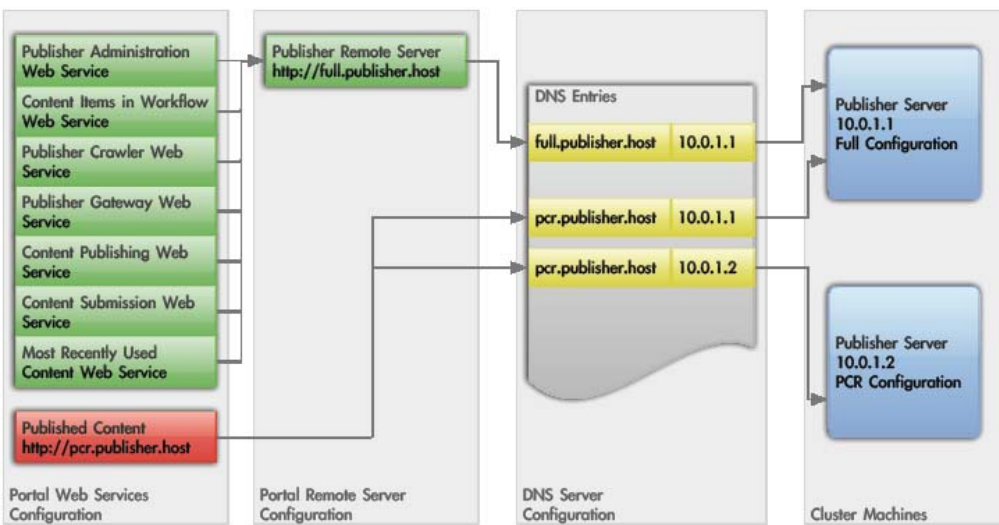 Publisher Administration
Web Service
Content Items in Workflow
Web Service
Publisher Crawler Web
Service
Publisher Gateway Web
Service
Content Publishing Web
Service
Content Submission Web
Service
Most Recently Used
Content Web Service
Published Content
http://pcr.publisher.host
Portal Web Services
Configuration
Publisher Remote Server
http://full.publisher.host
Portal Remote Server
Configuration
DNS Entries
full.publisher.host 10.0.1.1
pcr.publisher.host 10.0.1.1
pcr.publisher.host 10.0.1.2
DNS Server
Configuration
Publisher Server
10.0.1.1
Full Configuration
Publisher Server
10.0.1.2
PCR Configuration
Cluster Machines